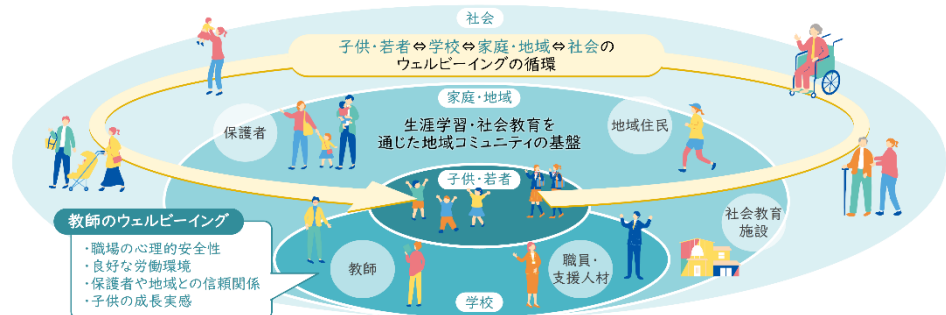 社会
子供・若者⇔学校⇔家庭・地域⇔社会の
ウェルビーイングの循環
家庭・地域
保護者
生涯学習・社会教育を
通じた地域コミュニティの基盤
地域住民
子供・若者
教師のウェルビーイング
・職場の心理的安全性
・良好な労働環境
・保護者や地域との信頼関係
・子供の成長実感
教師
職員・
支援人材
社会教育
施設
学校